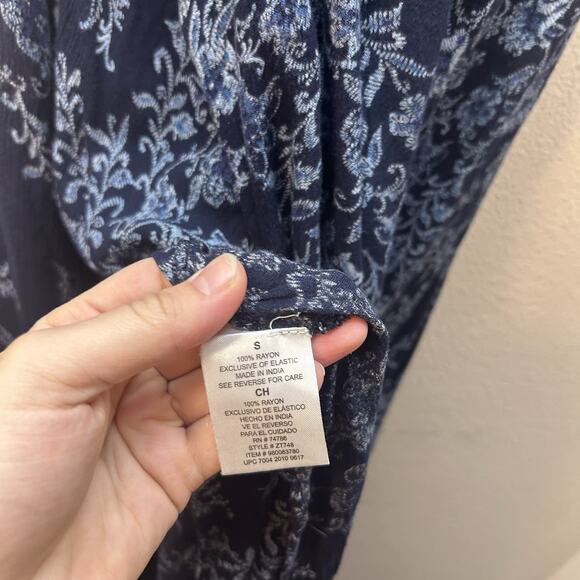 S
100% RAYON
EXCLUSIVE OF ELASTIC
MADE IN INDIA
SEE REVERSE FOR CARE
CH
100% RAYON
EXCLUSIVO DE ELÁSTICO
HECHO EN INDIA
VE EL REVERSO
PARA EL CUIDADO
RN # 74786
STYLE # ZT748
ITEM # 980083780
UPC 7004 2010 0617